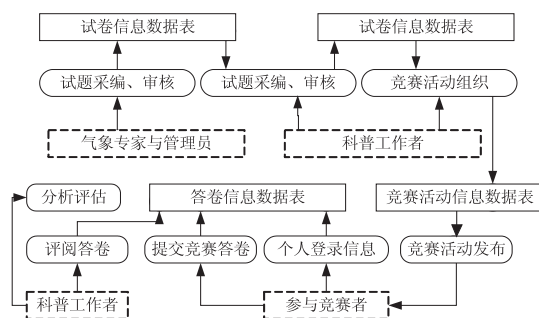 试卷信息数据表
试卷信息数据表
试题采编、审核
试题采编、审核
竞赛活动组织
气象专家与管理员
科普工作者
分析评估
答卷信息数据表
竞赛活动信息数据表
评阅答卷
提交竞赛答卷
个人登录信息
竞赛活动发布
科普工作者
参与竞赛者